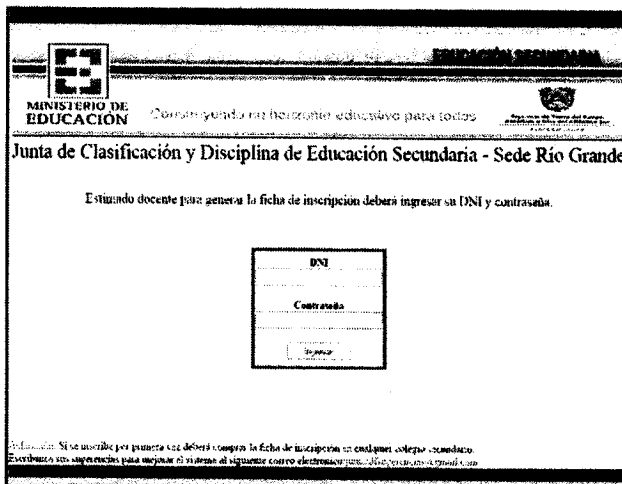 EDUCACIÓN SECUNDARIA
MINISTERIO DE
EDUCACIÓN
Construyendo un horizonte educativo para todos
Junta de Clasificación y Disciplina de Educación Secundaria - Sede Río Grande
Estimado docente para generar la ficha de inscripción deberá ingresar su DNI y contraseña.
DNI
Contraseña
Ingresar
Si se inscribe por primera vez deberá comprar la ficha de inscripción en cualquier colegio secundario.
Escribanos sus sugerencias para mejorar el sistema al siguiente correo electrónico